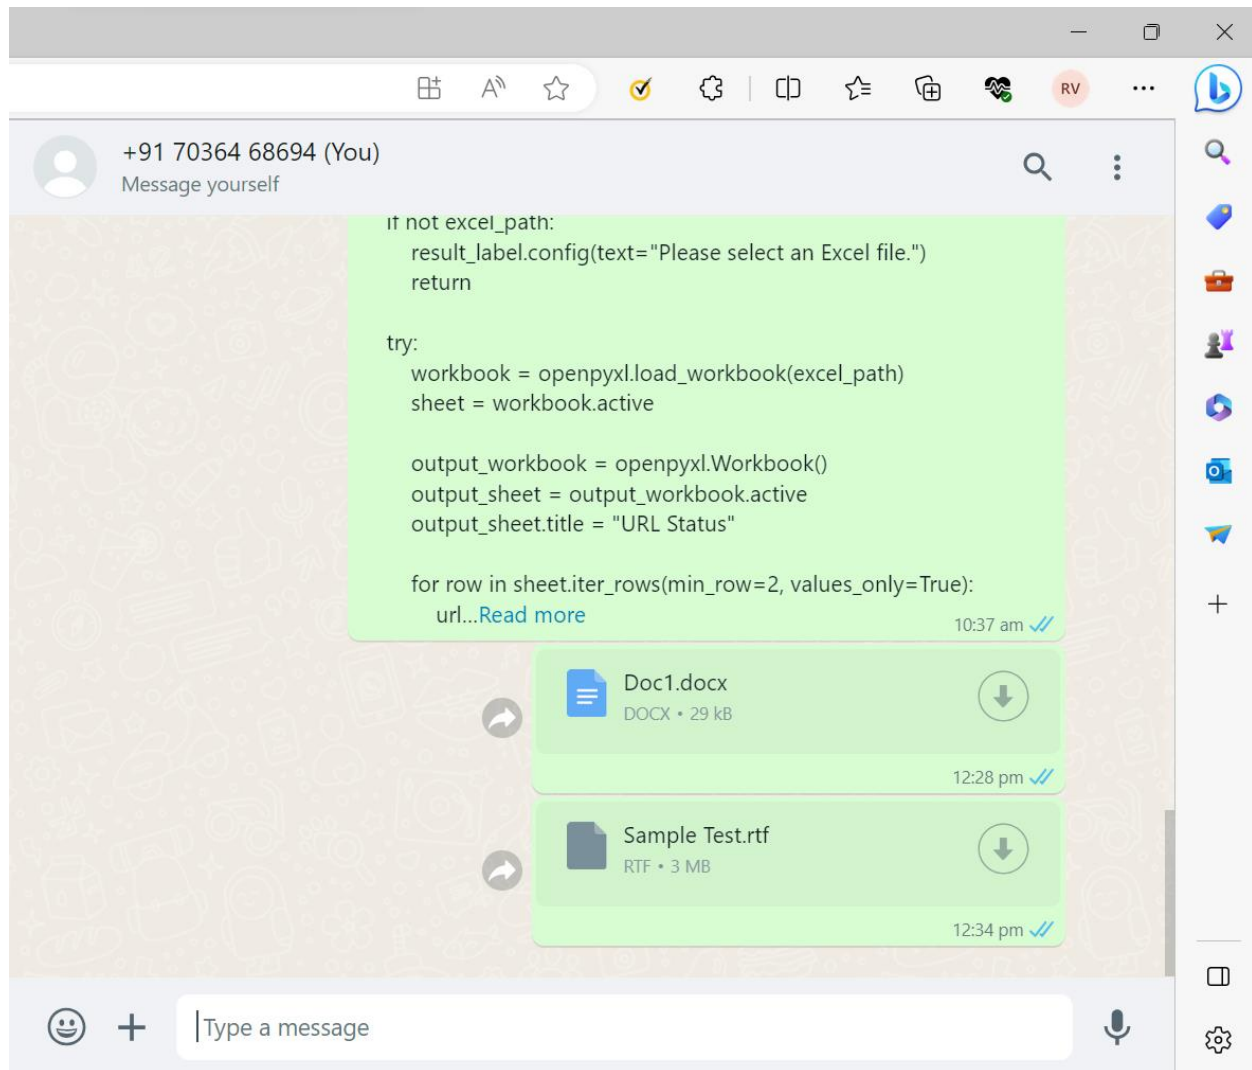 RV
+91 70364 68694 (You)
Message yourself
if not excel_path:
result_label.config(text="Please select an Excel file.")
return
try:
workbook = openpyxl.load_workbook(excel_path)
sheet = workbook.active
output_workbook = openpyxl.Workbook()
output_sheet = output_workbook.active
output_sheet.title = "URL Status"
for row in sheet.iter_rows(min_row=2, values_only=True):
url...Read more
10:37 am
Doc1.docx
DOCX • 29 kB
12:28 pm
Sample Test.rtf
RTF • 3 MB
12:34 pm
Type a message